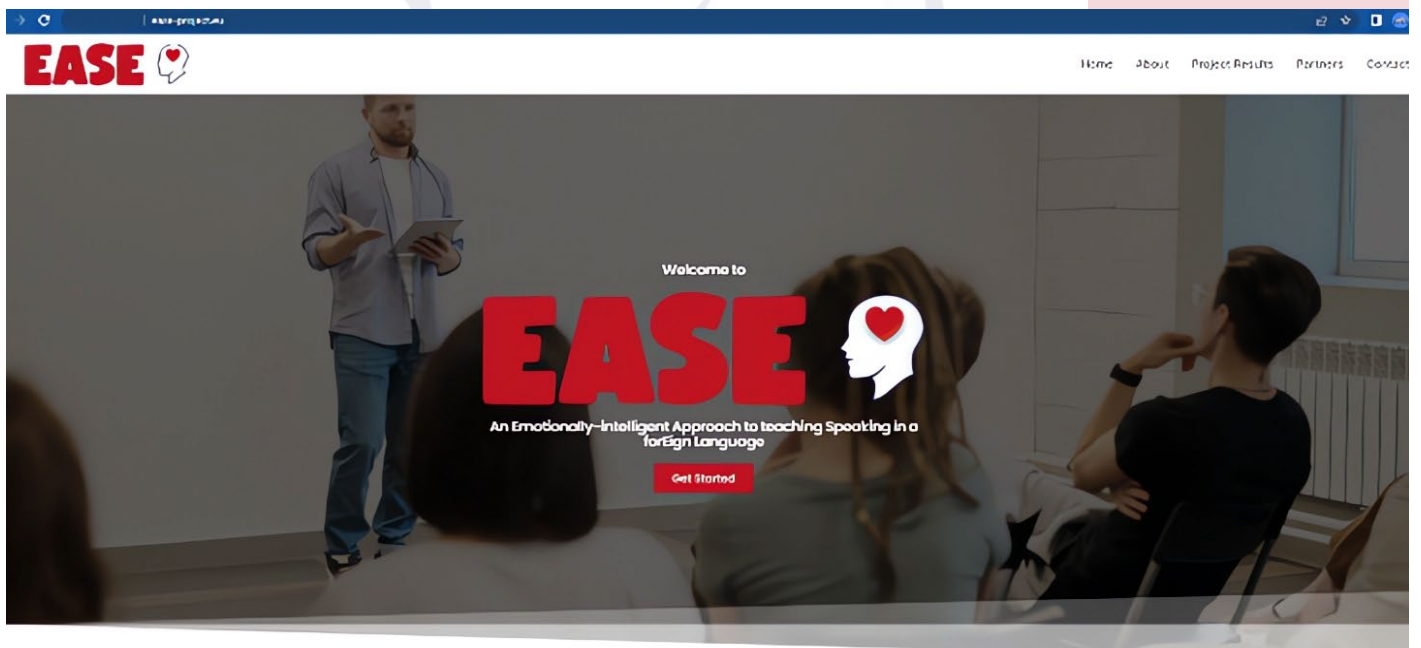 EASE
Home About Project Results Partners Contact
Welcome to
EASE
An Emotionally-Intelligent Approach to teaching Speaking in a
forEign Language
Get Started